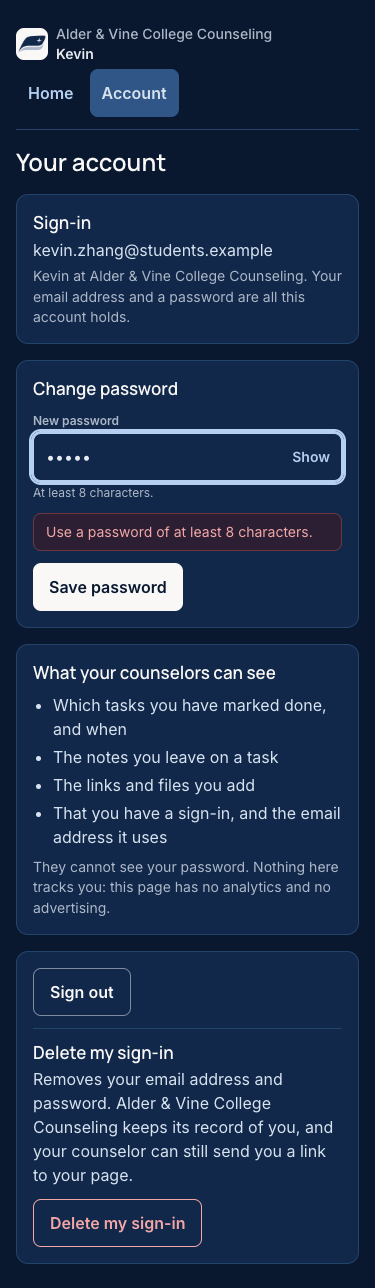 Alder & Vine College Counseling
Kevin
Home
Account
Your account
Sign-in
kevin.zhang@students.example
Kevin at Alder & Vine College Counseling. Your
email address and a password are all this
account holds.
Change password
New password
•••••
Show
At least 8 characters.
Use a password of at least 8 characters.
Save password
What your counselors can see
• Which tasks you have marked done,
and when
• The notes you leave on a task
• The links and files you add
• That you have a sign-in, and the email
address it uses
They cannot see your password. Nothing here
tracks you: this page has no analytics and no
advertising.
Sign out
Delete my sign-in
Removes your email address and
password. Alder & Vine College
Counseling keeps its record of you, and
your counselor can still send you a link
to your page.
Delete my sign-in